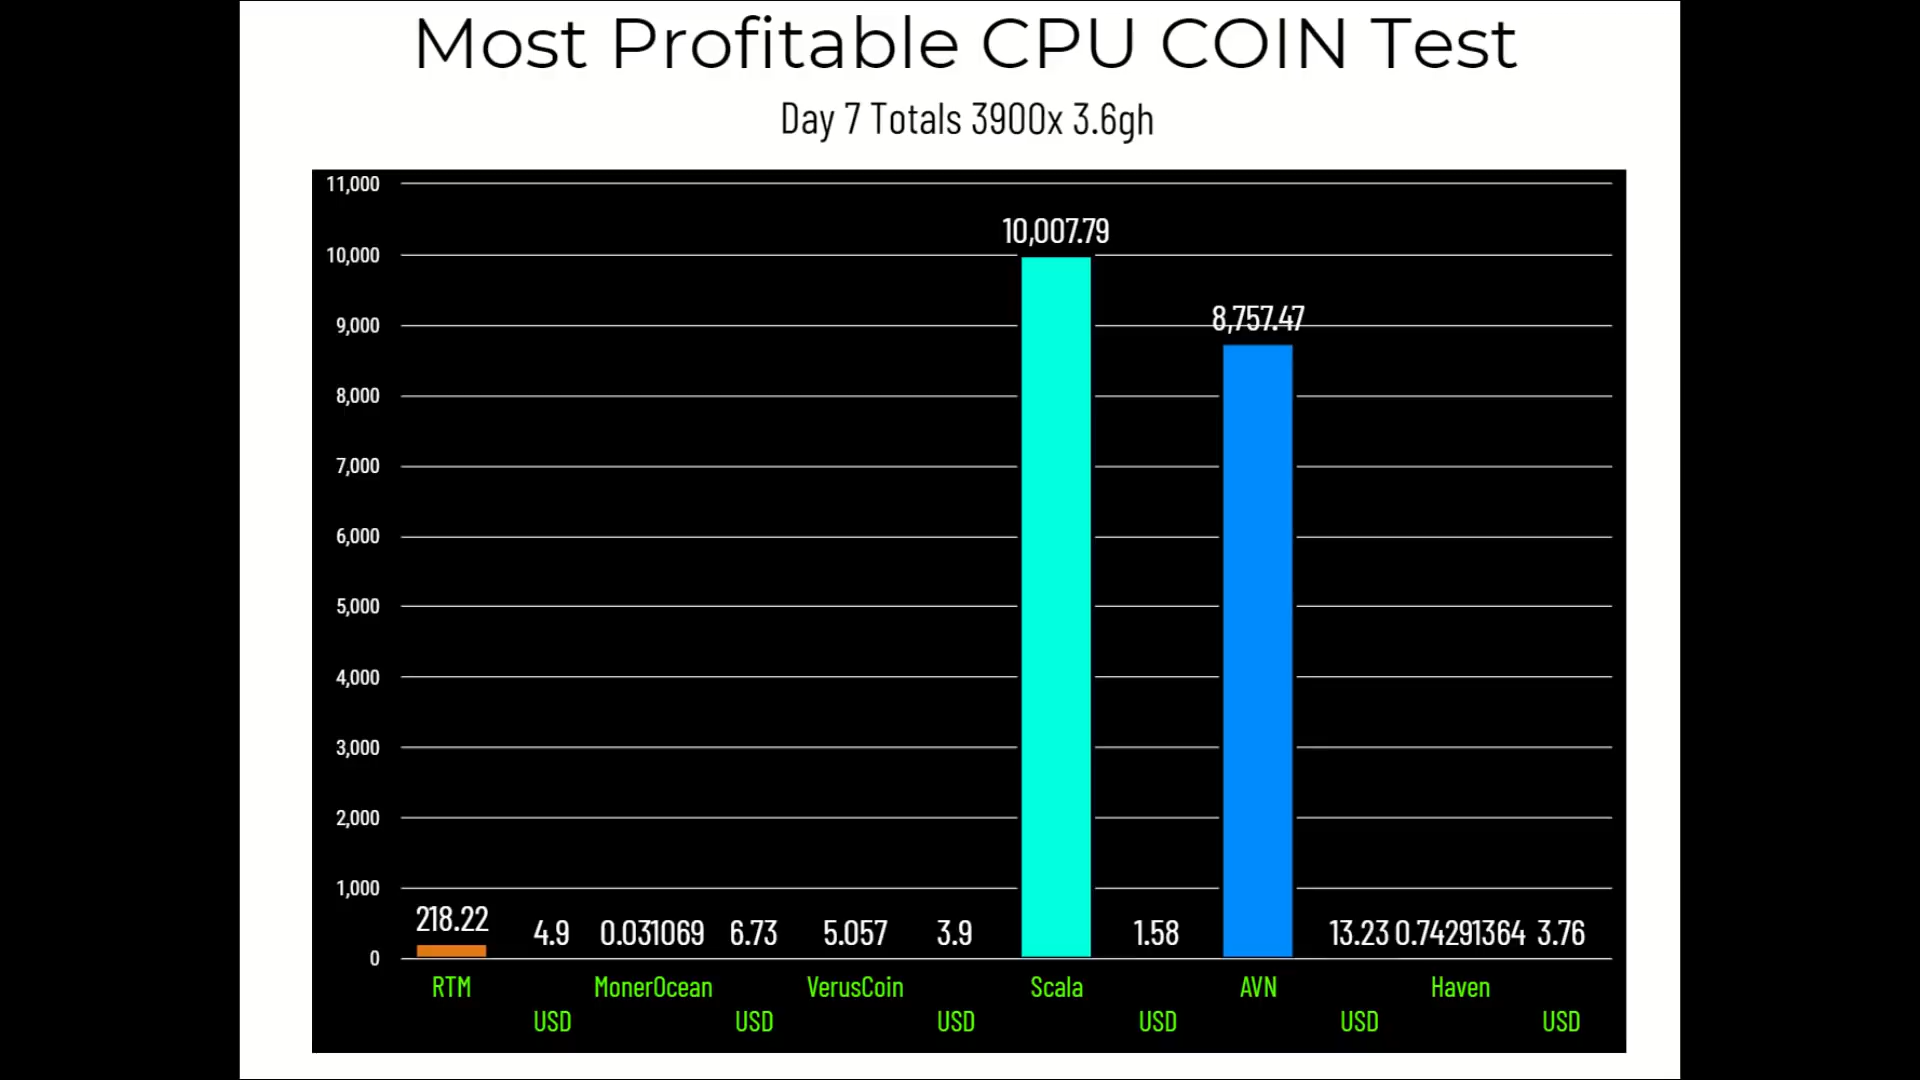 Most Profitable CPU COIN Test
Day 7 Totals 3900x 3.6gh
11,000
10,000
9,000
8,000
7,000
6,000
5,000
4,000
3,000
2,000
1,000
0
218.22
4.9
0.031069
6.73
5.057
3.9
10,007.79
1.58
8,757.47
13.23
0.74291364
3.76
RTM
USD
MonerOcean
USD
VerusCoin
USD
Scala
USD
AVN
USD
Haven
USD